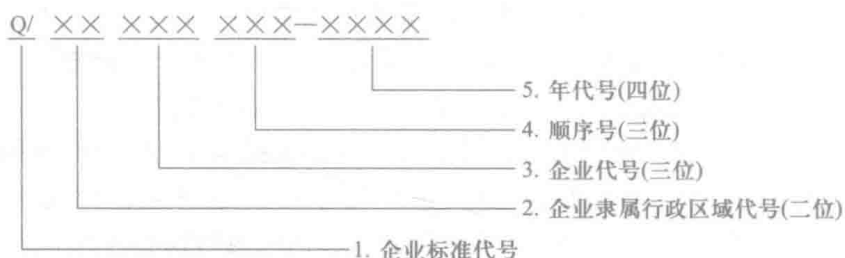 Q/ ×× ××× ×××—××××
5. 年代号(四位)
4. 顺序号(三位)
3. 企业代号(三位)
2. 企业隶属行政区域代号(二位)
1. 企业标准代号